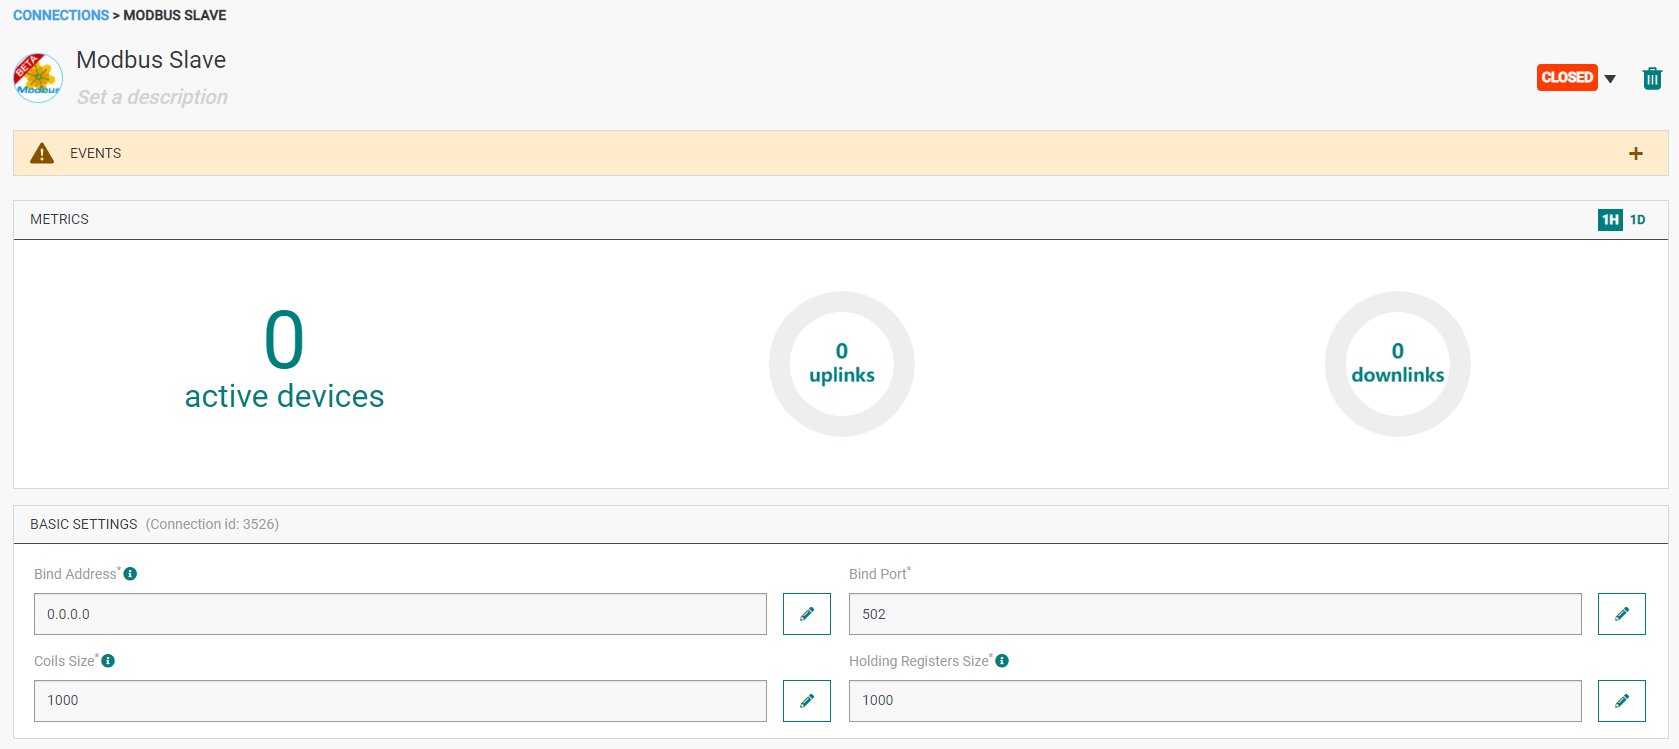 CONNECTIONS > MODBUS SLAVE
BETA
Modbus
Modbus Slave
Set a description
CLOSED
EVENTS
METRICS
1H 1D
0
active devices
0
uplinks
0
downlinks
BASIC SETTINGS (Connection id: 3526)
Bind Address*
Bind Port*
0.0.0.0
502
Coils Size*
Holding Registers Size*
1000
1000